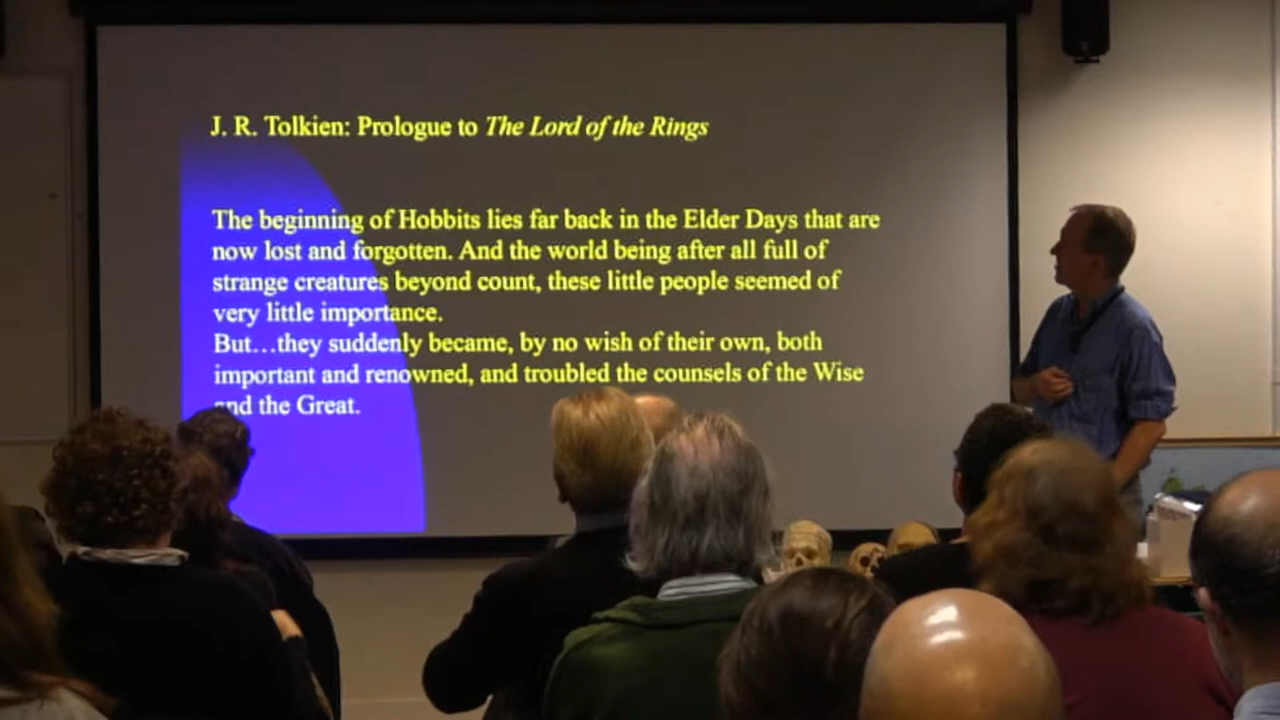 J. R. Tolkien: Prologue to The Lord of the Rings
The beginning of Hobbits lies far back in the Elder Days that are
now lost and forgotten. And the world being after all full of
strange creatures beyond count, these little people seemed of
very little importance.
But…they suddenly became, by no wish of their own, both
important and renowned, and troubled the counsels of the Wise
and the Great.